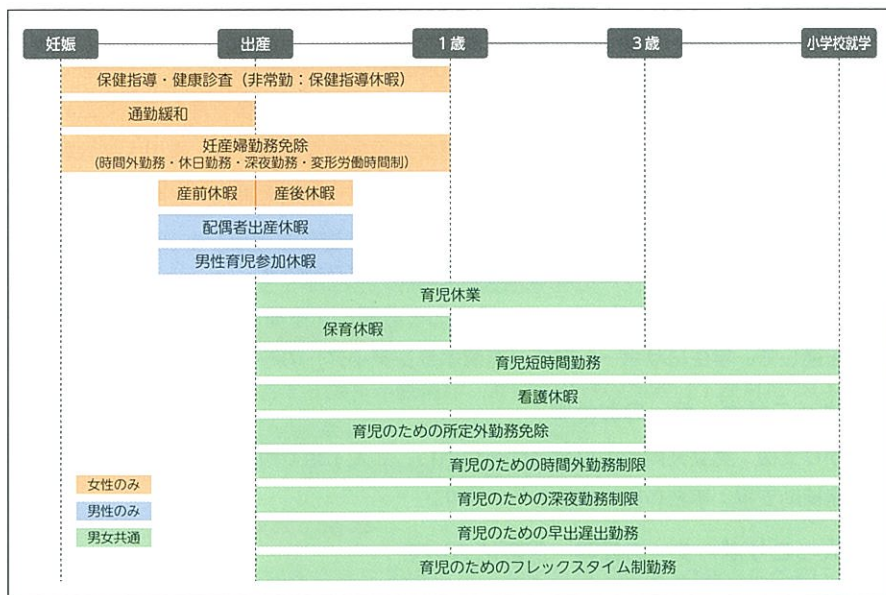 妊娠 出産 1歳 3歳 小学校就学
保健指導・健康診査（非常勤：保健指導休暇）
通勤緩和
妊産婦勤務免除
（時間外勤務・休日勤務・深夜勤務・変形労働時間制）
産前休暇 産後休暇
配偶者出産休暇
男性育児参加休暇
育児休業
保育休暇
育児短時間勤務
看護休暇
育児のための所定外勤務免除
育児のための時間外勤務制限
育児のための深夜勤務制限
育児のための早出遅出勤務
育児のためのフレックスタイム制勤務
女性のみ
男性のみ
男女共通